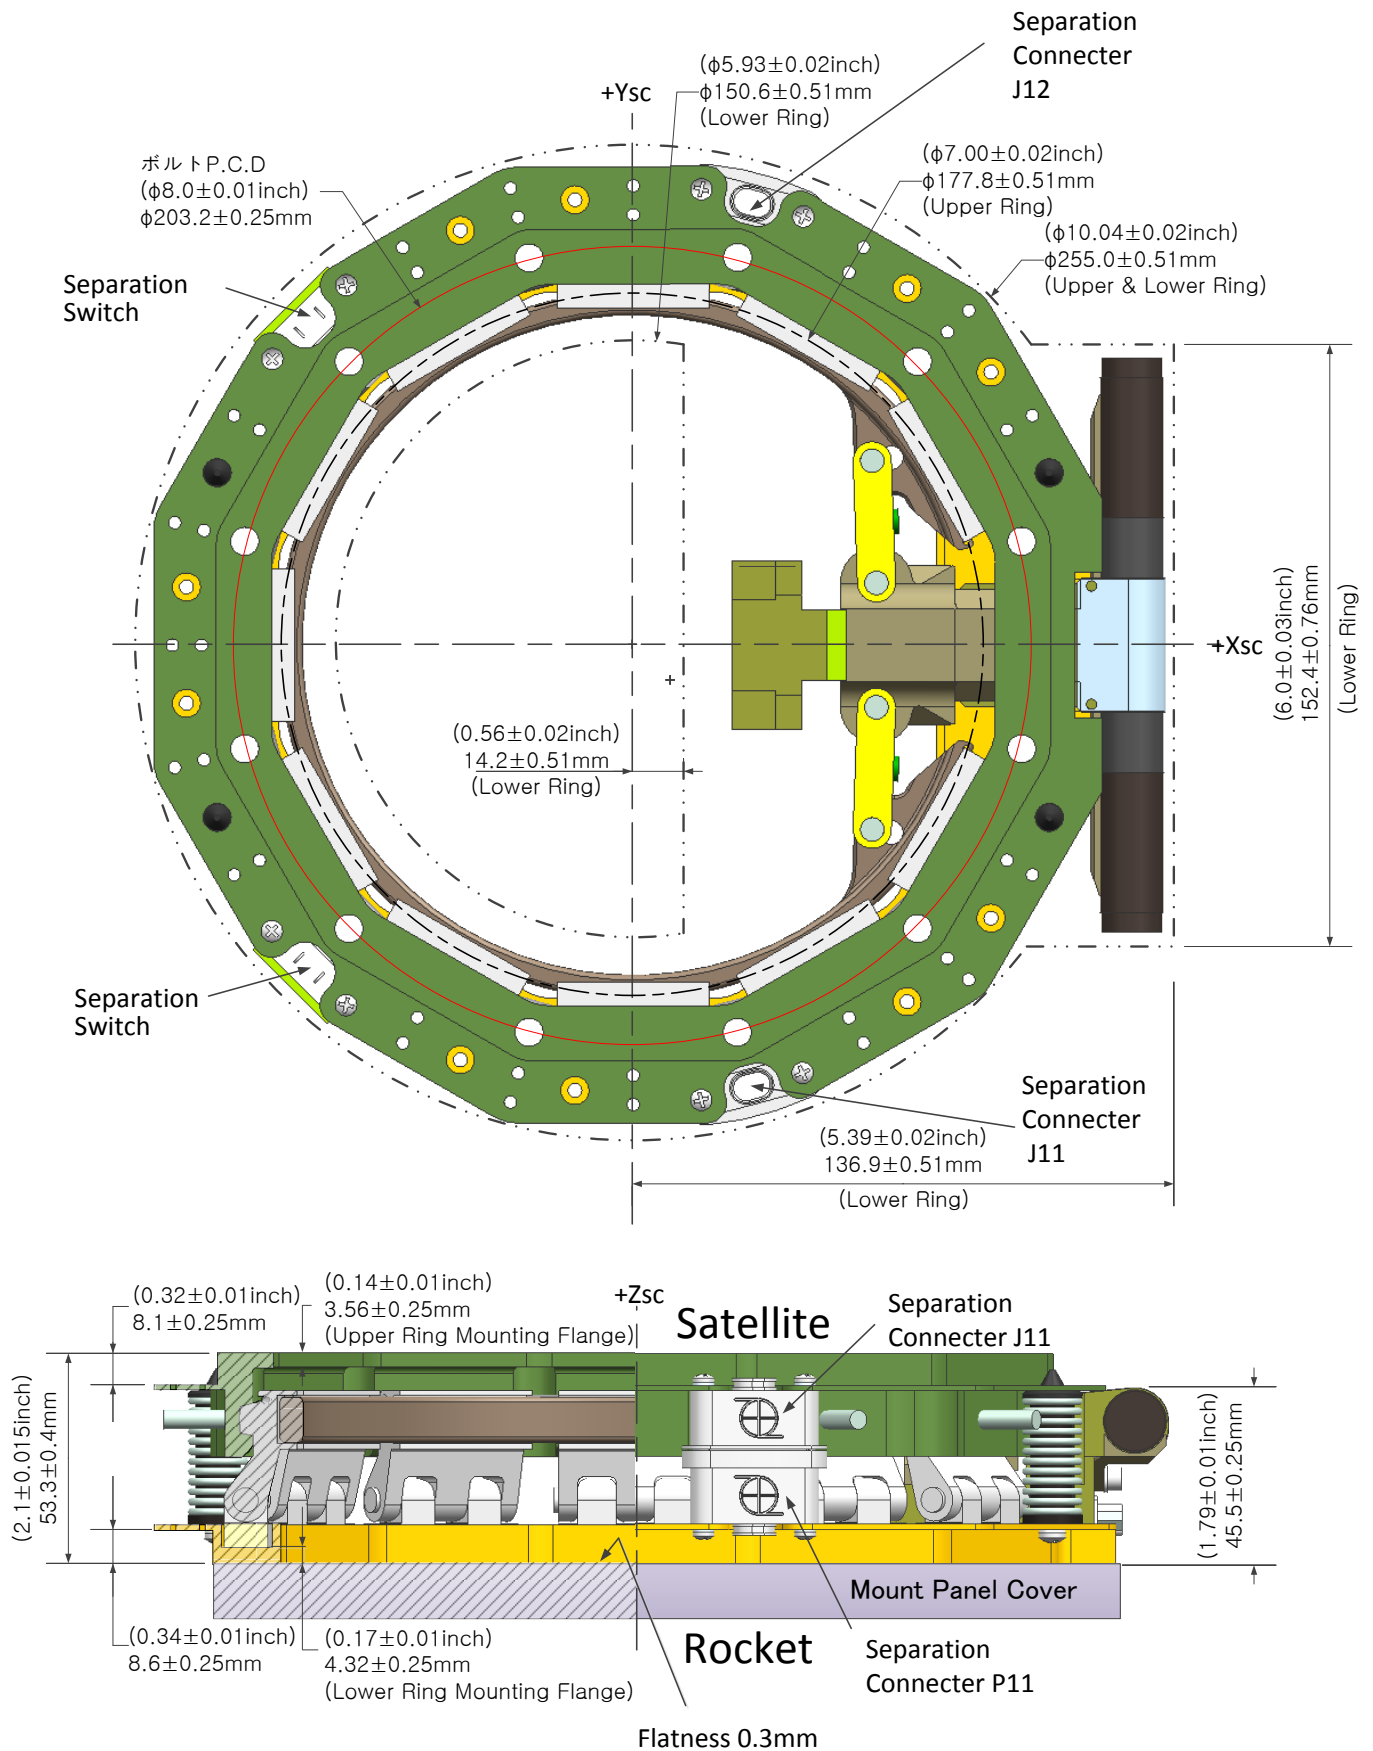 Separation
Connecter
J12
(ϕ5.93±0.02inch)
ϕ150.6±0.51mm
(Lower Ring)
+Ysc
ボルトP.C.D
(ϕ8.0±0.01inch)
ϕ203.2±0.25mm
(ϕ7.00±0.02inch)
ϕ177.8±0.51mm
(Upper Ring)
(ϕ10.04±0.02inch)
ϕ255.0±0.51mm
(Upper & Lower Ring)
Separation
Switch
+Xsc
(6.0±0.03inch)
152.4±0.76mm
(Lower Ring)
(0.56±0.02inch)
14.2±0.51mm
(Lower Ring)
Separation
Switch
Separation
Connecter
J11
(5.39±0.02inch)
136.9±0.51mm
(Lower Ring)
(0.32±0.01inch)
8.1±0.25mm
(0.14±0.01inch)
3.56±0.25mm
(Upper Ring Mounting Flange)
+Zsc
Satellite
Separation
Connecter J11
(2.1±0.015inch)
53.3±0.4mm
(1.79±0.01inch)
45.5±0.25mm
Mount Panel Cover
(0.34±0.01inch)
8.6±0.25mm
(0.17±0.01inch)
4.32±0.25mm
(Lower Ring Mounting Flange)
Rocket
Separation
Connecter P11
Flatness 0.3mm